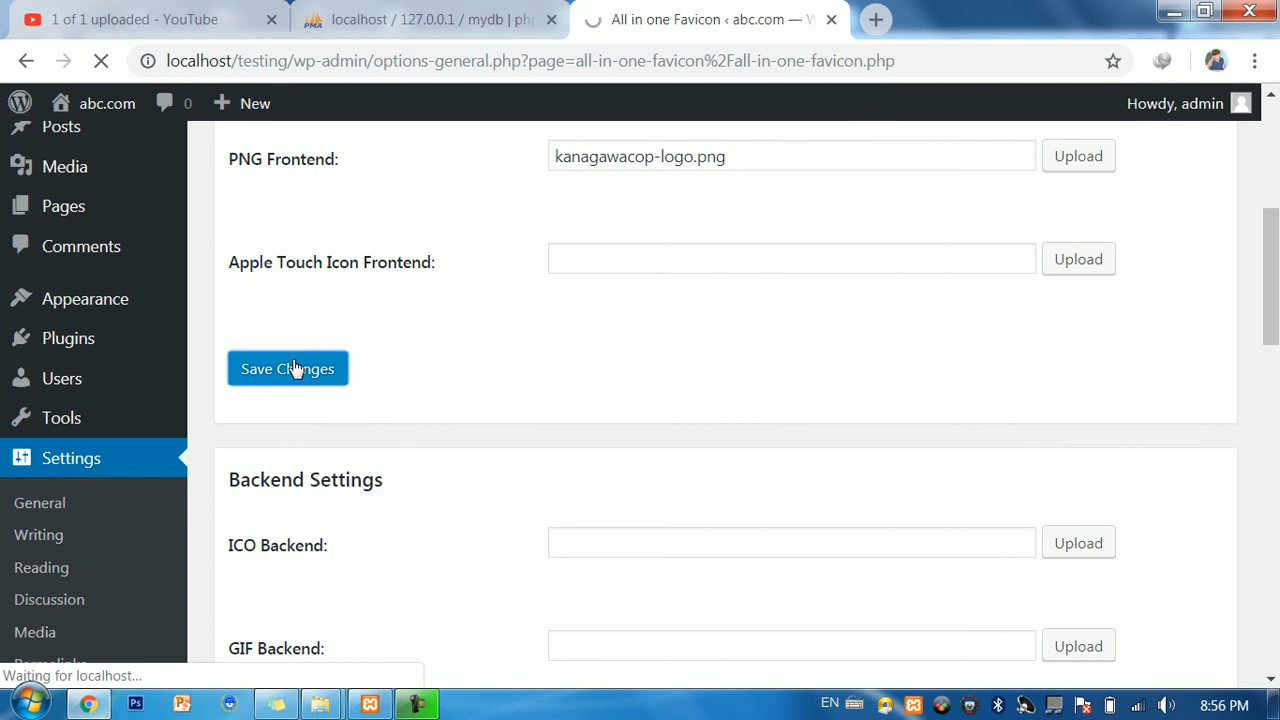 1 of 1 uploaded - YouTube
PMA
localhost / 127.0.0.1 / mydb | php
All in one Favicon ‹ abc.com — W
localhost/testing/wp-admin/options-general.php?page=all-in-one-favicon%2Fall-in-one-favicon.php
abc.com
0
New
Howdy, admin
Posts
Media
Pages
Comments
Appearance
Plugins
Users
Tools
Settings
General
Writing
Reading
Discussion
Media
Permalinks
PNG Frontend:
kanagawacop-logo.png
Upload
Apple Touch Icon Frontend:
Upload
Save Changes
Backend Settings
ICO Backend:
Upload
GIF Backend:
Upload
Waiting for localhost...
Ps
P
EN
8:56 PM